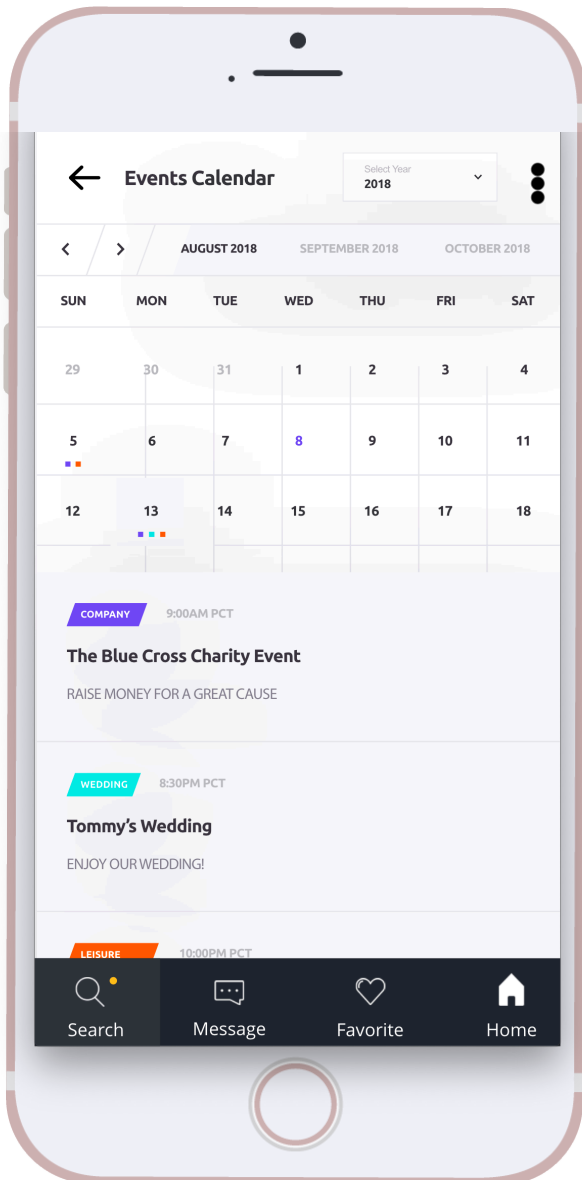 Events Calendar
Select Year
2018
AUGUST 2018 SEPTEMBER 2018 OCTOBER 2018
SUN MON TUE WED THU FRI SAT
29 30 31 1 2 3 4
5 6 7 8 9 10 11
12 13 14 15 16 17 18
COMPANY 9:00AM PCT
The Blue Cross Charity Event
RAISE MONEY FOR A GREAT CAUSE
WEDDING 8:30PM PCT
Tommy's Wedding
ENJOY OUR WEDDING!
LEISURE 10:00PM PCT
Search Message Favorite Home